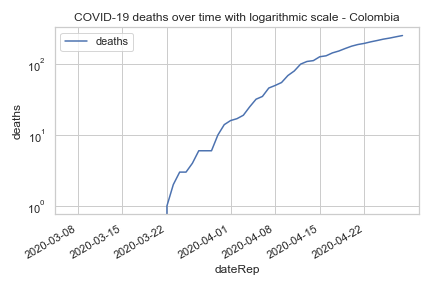 COVID-19 deaths over time with logarithmic scale - Colombia
deaths
deaths
10²
10¹
10⁰
2020-03-08
2020-03-15
2020-03-22
2020-04-01
2020-04-08
2020-04-15
2020-04-22
dateRep